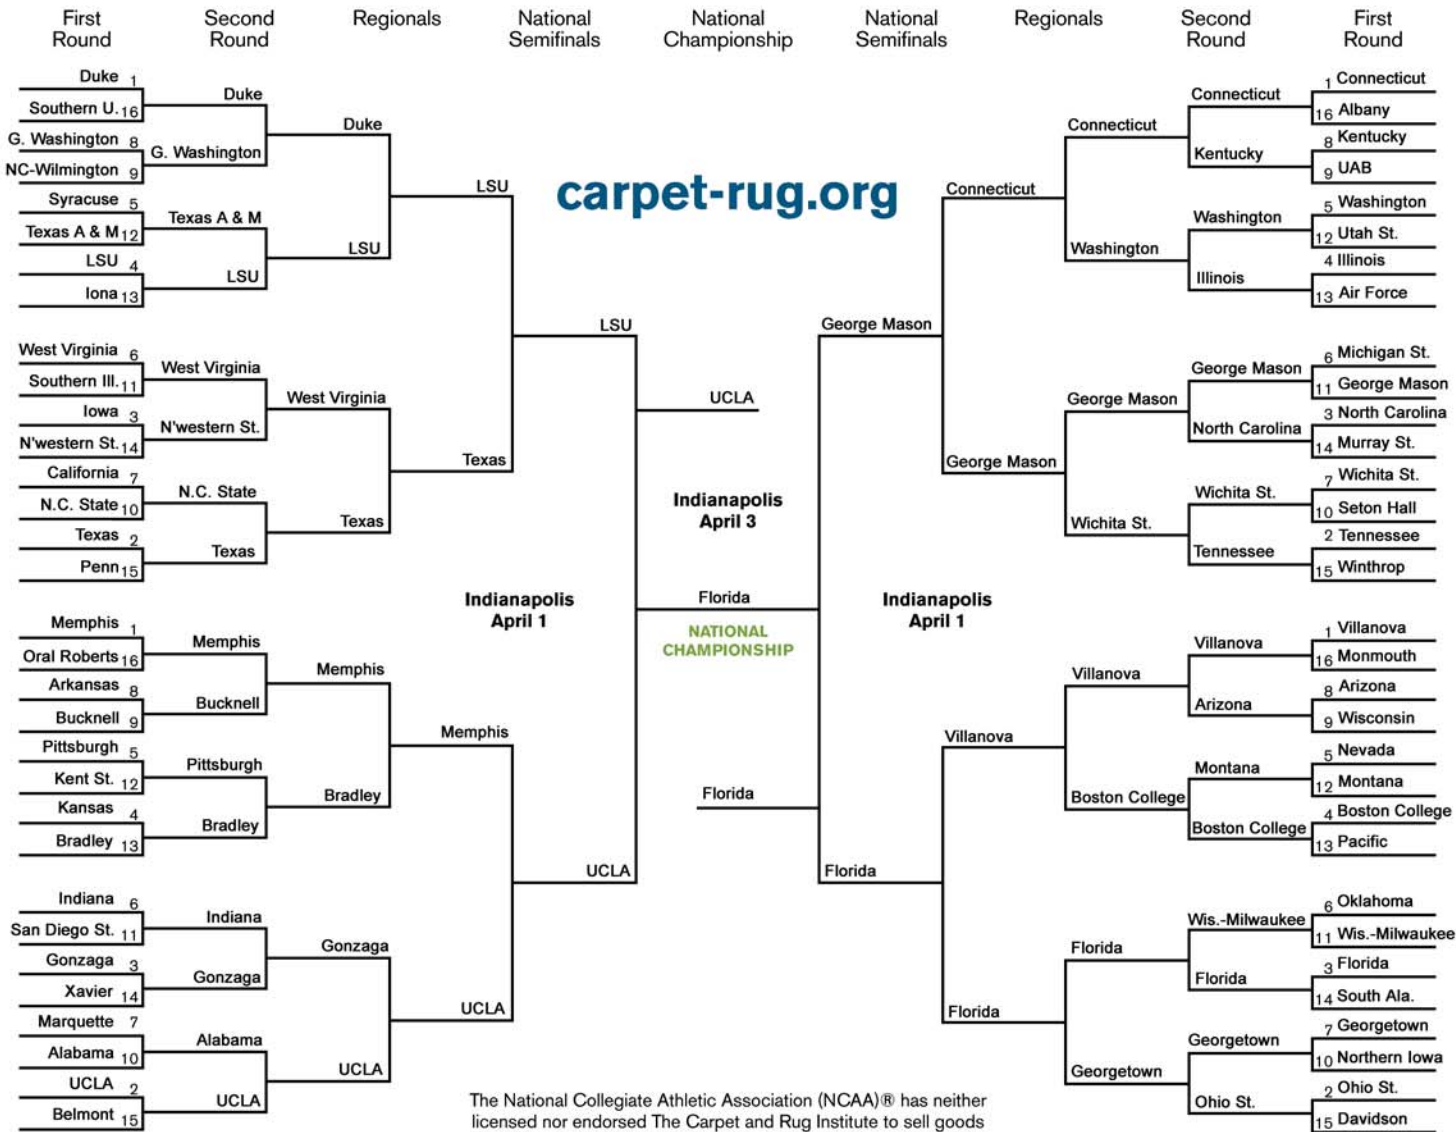 First Round
Second Round
Regionals
National Semifinals
National Championship
National Semifinals
Regionals
Second Round
First Round
carpet-rug.org
Duke 1
Southern U. 16
G. Washington 8
NC-Wilmington 9
Syracuse 5
Texas A & M 12
LSU 4
Iona 13
West Virginia 6
Southern Ill. 11
Iowa 3
N'western St. 14
California 7
N.C. State 10
Texas 2
Penn 15
Memphis 1
Oral Roberts 16
Arkansas 8
Bucknell 9
Pittsburgh 5
Kent St. 12
Kansas 4
Bradley 13
Indiana 6
San Diego St. 11
Gonzaga 3
Xavier 14
Marquette 7
Alabama 10
UCLA 2
Belmont 15
Duke
G. Washington
Texas A & M
LSU
West Virginia
N'western St.
N.C. State
Texas
Memphis
Bucknell
Pittsburgh
Bradley
Indiana
Gonzaga
Alabama
UCLA
Duke
LSU
West Virginia
Texas
Memphis
Bradley
Gonzaga
UCLA
LSU
Texas
Memphis
UCLA
LSU
UCLA
Indianapolis
April 1
UCLA
Indianapolis
April 3
Florida
NATIONAL
CHAMPIONSHIP
Florida
Indianapolis
April 1
George Mason
Florida
Connecticut
George Mason
Villanova
Florida
Connecticut
Washington
George Mason
Wichita St.
Villanova
Boston College
Florida
Georgetown
Connecticut
Kentucky
Washington
Illinois
George Mason
North Carolina
Wichita St.
Tennessee
Villanova
Arizona
Montana
Boston College
Wis.-Milwaukee
Florida
Georgetown
Ohio St.
1 Connecticut
16 Albany
8 Kentucky
9 UAB
5 Washington
12 Utah St.
4 Illinois
13 Air Force
6 Michigan St.
11 George Mason
3 North Carolina
14 Murray St.
7 Wichita St.
10 Seton Hall
2 Tennessee
15 Winthrop
1 Villanova
16 Monmouth
8 Arizona
9 Wisconsin
5 Nevada
12 Montana
4 Boston College
13 Pacific
6 Oklahoma
11 Wis.-Milwaukee
3 Florida
14 South Ala.
7 Georgetown
10 Northern Iowa
2 Ohio St.
15 Davidson
The National Collegiate Athletic Association (NCAA)® has neither
licensed nor endorsed The Carpet and Rug Institute to sell goods